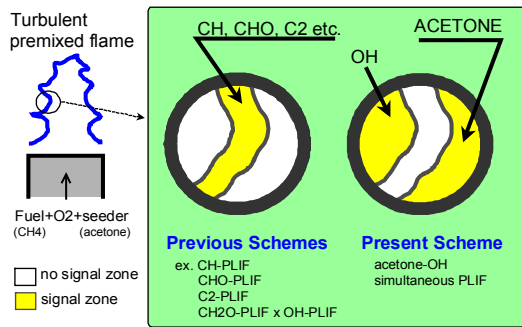 Turbulent
premixed flame
Fuel+O2+seeder
(CH4) (acetone)
no signal zone
signal zone
CH, CHO, C2 etc.
ACETONE
OH
Previous Schemes
ex. CH-PLIF
CHO-PLIF
C2-PLIF
CH2O-PLIF x OH-PLIF
Present Scheme
acetone-OH
simultaneous PLIF